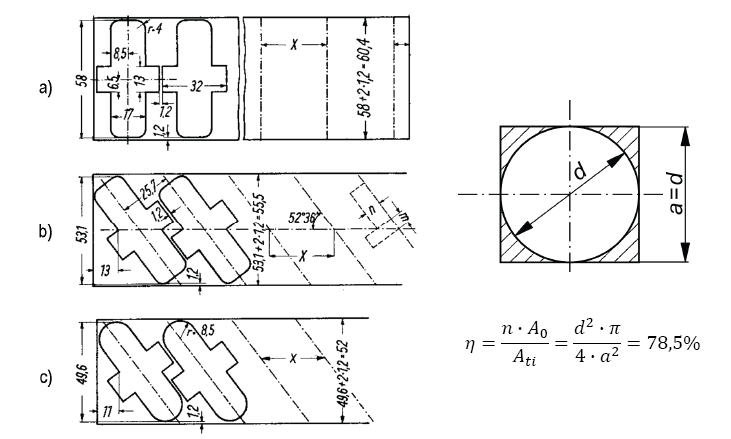 a)
58
8,5
r=4
6,5
13
17
1,2
32
1,2
x
58+2·1,2=60,4
b)
53,1
25,7
1,2
13
1,2
53,1+2·1,2=55,5
52°36'
x
n
m
c)
49,6
r=8,5
11
1,2
x
49,6+2·1,2=52
d
a=d
η = n · A₀ / Aₜᵢ = d² · π / 4 · a² = 78,5%